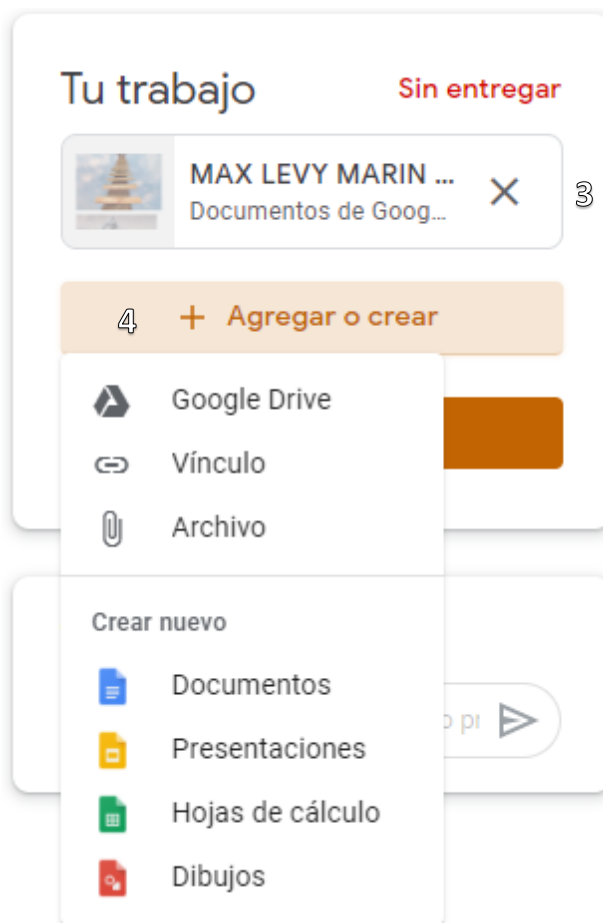 Tu trabajo
Sin entregar
MAX LEVY MARIN ...
Documentos de Goog...
3
4 + Agregar o crear
Google Drive
Vínculo
Archivo
Crear nuevo
Documentos
Presentaciones
Hojas de cálculo
Dibujos